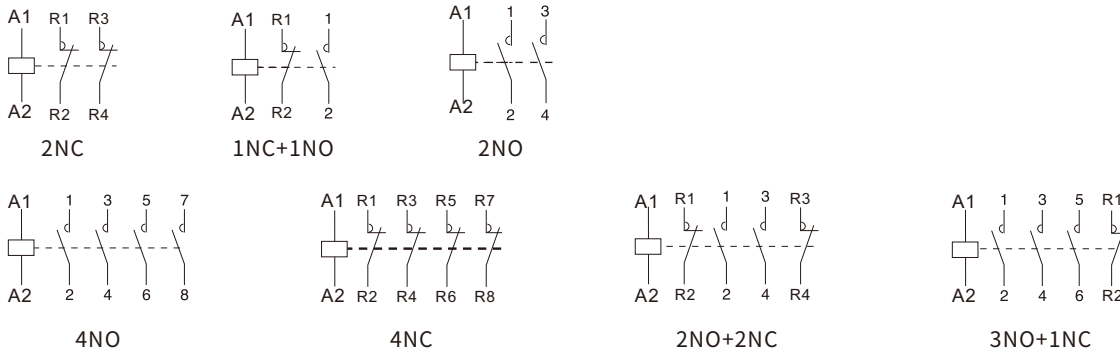 A1 R1 R3
A2 R2 R4
2NC
A1 R1 1
A2 R2 2
1NC+1NO
A1 1 3
A2 2 4
2NO
A1 1 3 5 7
A2 2 4 6 8
4NO
A1 R1 R3 R5 R7
A2 R2 R4 R6 R8
4NC
A1 R1 1 3 R3
A2 R2 2 4 R4
2NO+2NC
A1 1 3 5 R1
A2 2 4 6 R2
3NO+1NC